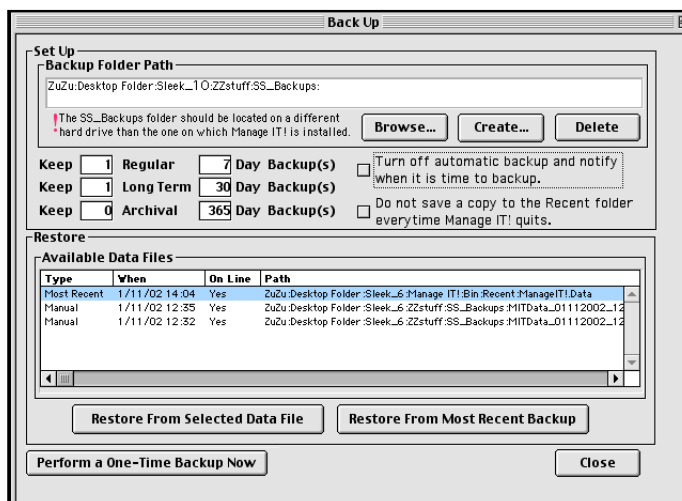 Back Up
Set Up
Backup Folder Path
ZuZu:Desktop Folder:Sleek_10:ZZstuff:SS_Backups:
!The SS_Backups folder should be located on a different
hard drive than the one on which Manage IT! is installed.
Browse... Create... Delete
Keep 1 Regular 7 Day Backup(s)
Keep 1 Long Term 30 Day Backup(s)
Keep 0 Archival 365 Day Backup(s)
Turn off automatic backup and notify
when it is time to backup.
Do not save a copy to the Recent folder
everytime Manage IT! quits.
Restore
Available Data Files
Type When On Line Path
Most Recent 1/11/02 14:04 Yes ZuZu:Desktop Folder:Sleek_6:Manage IT!:Bin:Recent:ManageIT!.Data
Manual 1/11/02 12:35 Yes ZuZu:Desktop Folder:Sleek_6:ZZstuff:SS_Backups:MITData_01112002_12
Manual 1/11/02 12:32 Yes ZuZu:Desktop Folder:Sleek_6:ZZstuff:SS_Backups:MITData_01112002_12
Restore From Selected Data File Restore From Most Recent Backup
Perform a One-Time Backup Now Close